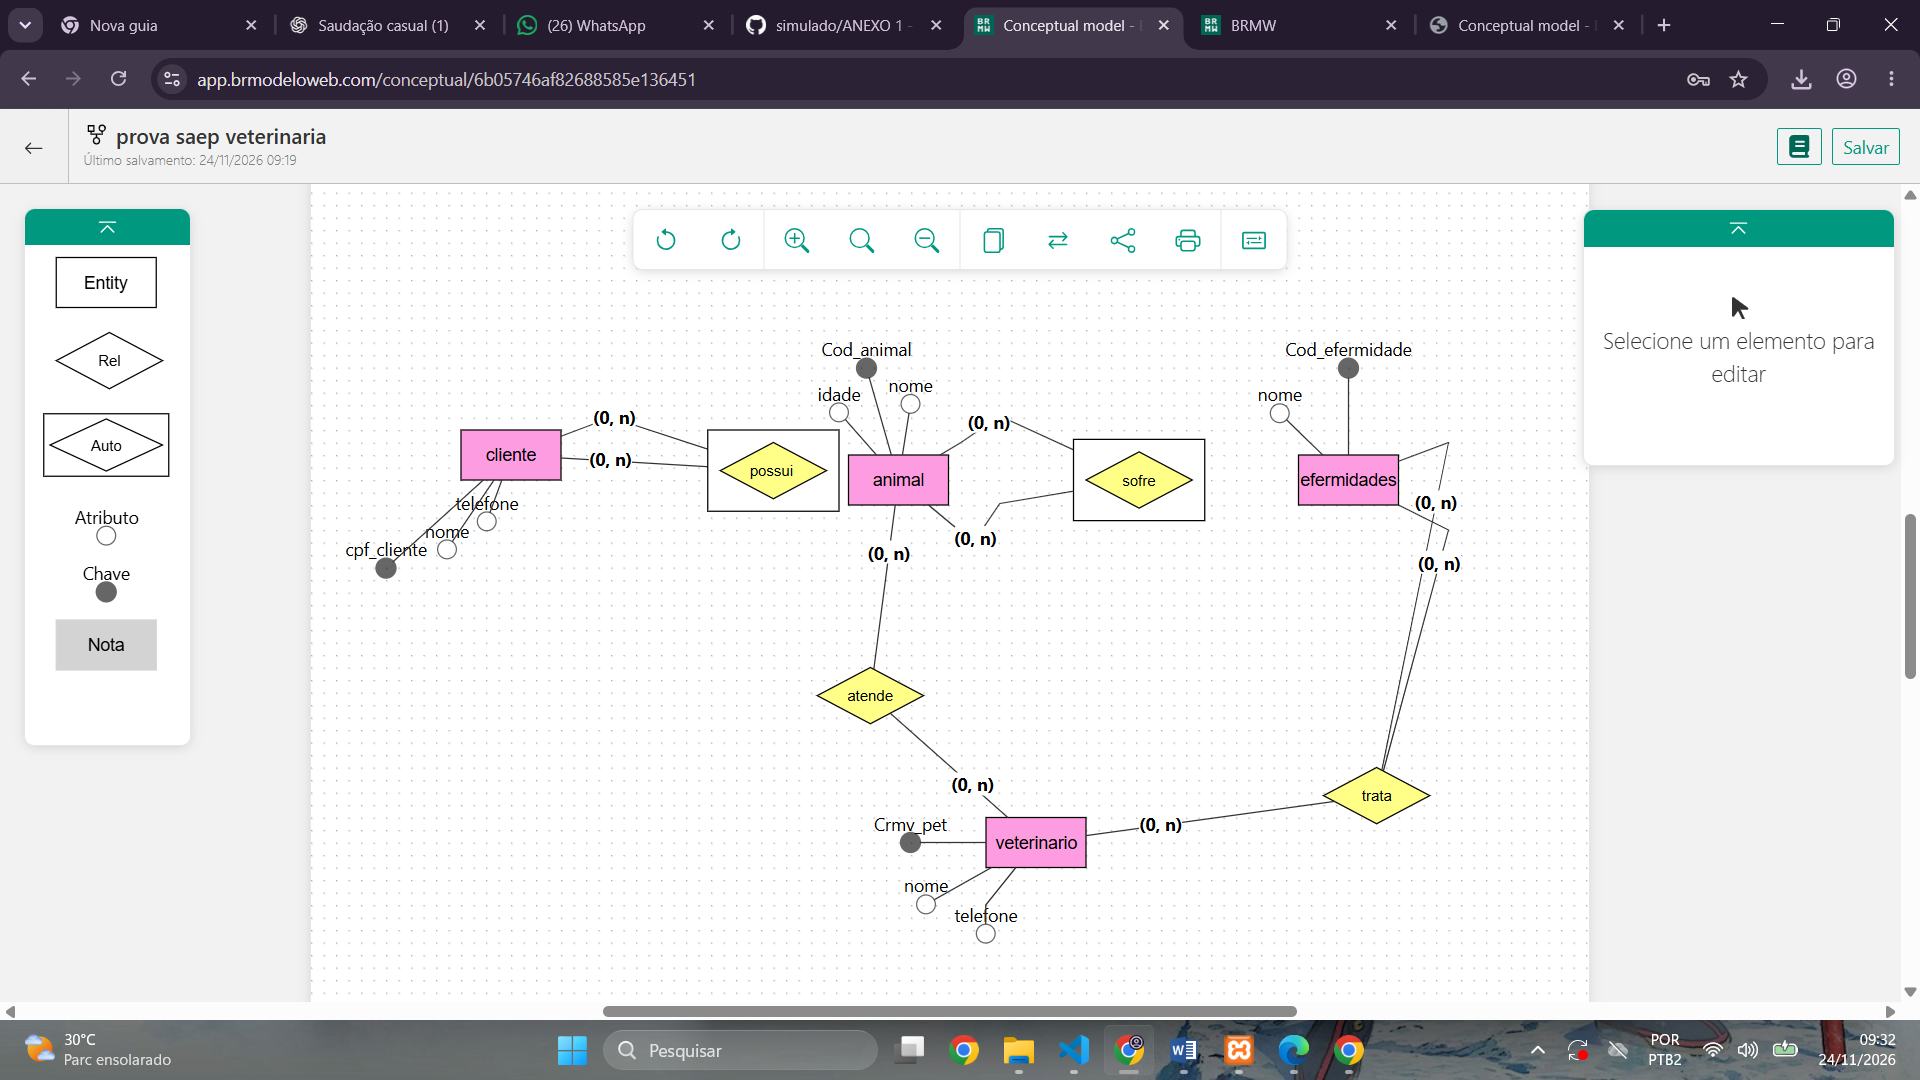 Nova guia
Saudação casual (1)
(26) WhatsApp
simulado/ANEXO 1 -
Conceptual model -
BRMW
Conceptual model -
app.brmodeloweb.com/conceptual/6b05746af82688585e136451
prova saep veterinaria
Último salvamento: 24/11/2026 09:19
Salvar
Entity
Rel
Auto
Atributo
Chave
Nota
Selecione um elemento para
editar
Cod_animal
idade
nome
Cod_efermidade
nome
(0, n)
(0, n)
(0, n)
cliente
possui
animal
sofre
efermidades
telefone
nome
cpf_cliente
(0, n)
(0, n)
(0, n)
(0, n)
atende
(0, n)
trata
Crmv_pet
veterinario
(0, n)
nome
telefone
30°C
Parc ensolarado
Pesquisar
POR
PTB2
09:32
24/11/2026